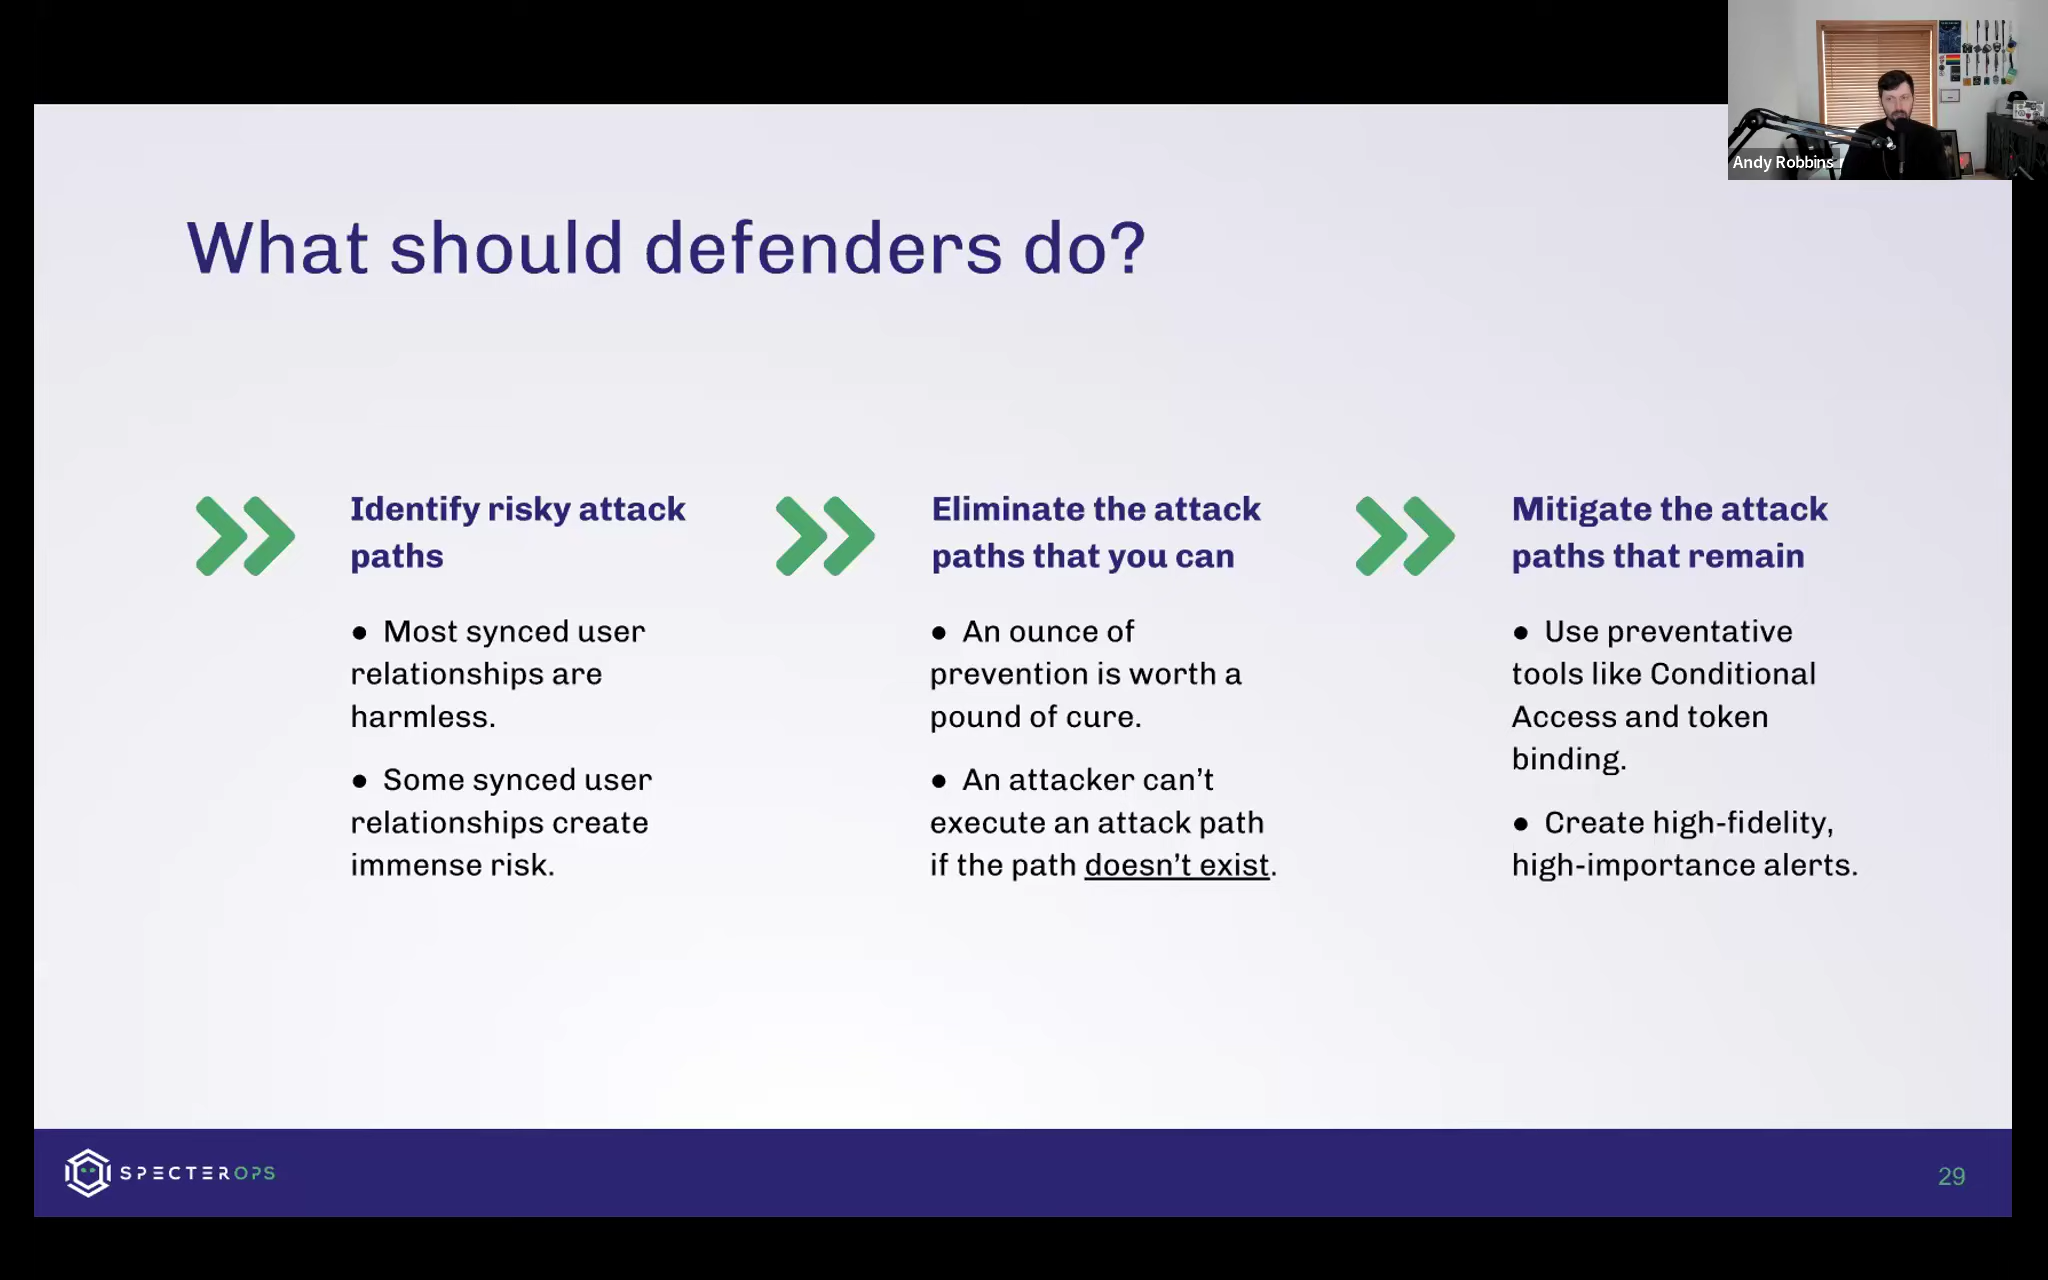 Andy Robbins
What should defenders do?
Identify risky attack
paths
● Most synced user
relationships are
harmless.
● Some synced user
relationships create
immense risk.
Eliminate the attack
paths that you can
● An ounce of
prevention is worth a
pound of cure.
● An attacker can’t
execute an attack path
if the path doesn’t exist.
Mitigate the attack
paths that remain
● Use preventative
tools like Conditional
Access and token
binding.
● Create high-fidelity,
high-importance alerts.
SPECTEROPS
29